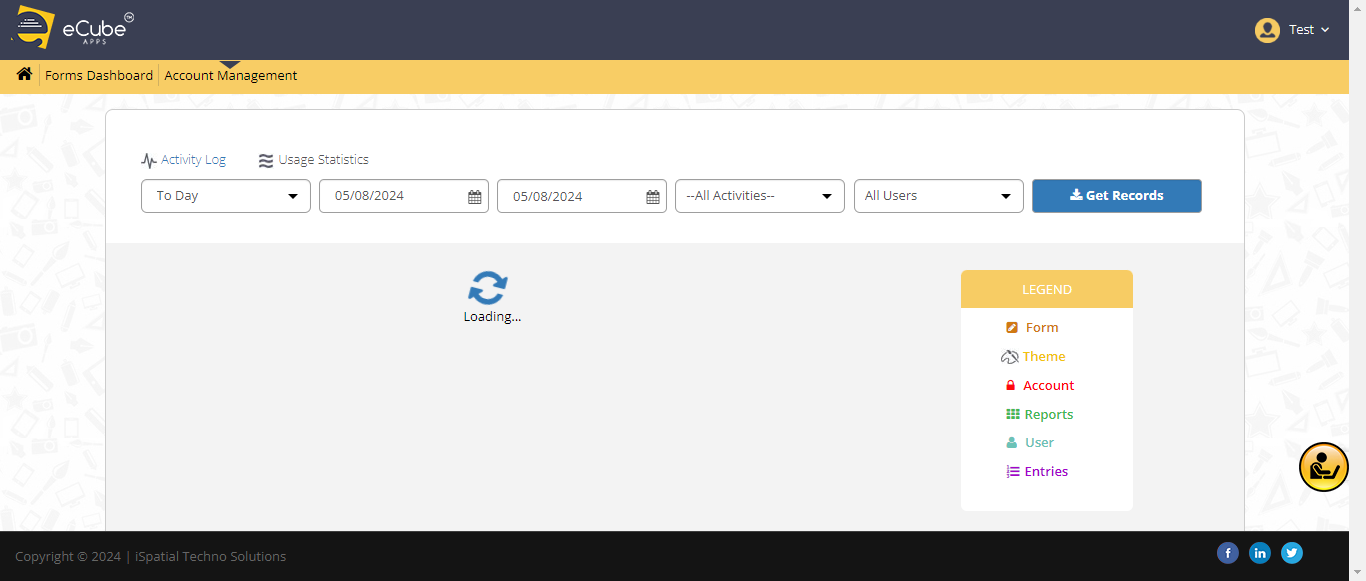 eCube TM
APPS
Test
Forms Dashboard
Account Management
Activity Log
Usage Statistics
To Day
05/08/2024
05/08/2024
--All Activities--
All Users
Get Records
Loading...
LEGEND
Form
Theme
Account
Reports
User
Entries
Copyright © 2024 | iSpatial Techno Solutions
f
in